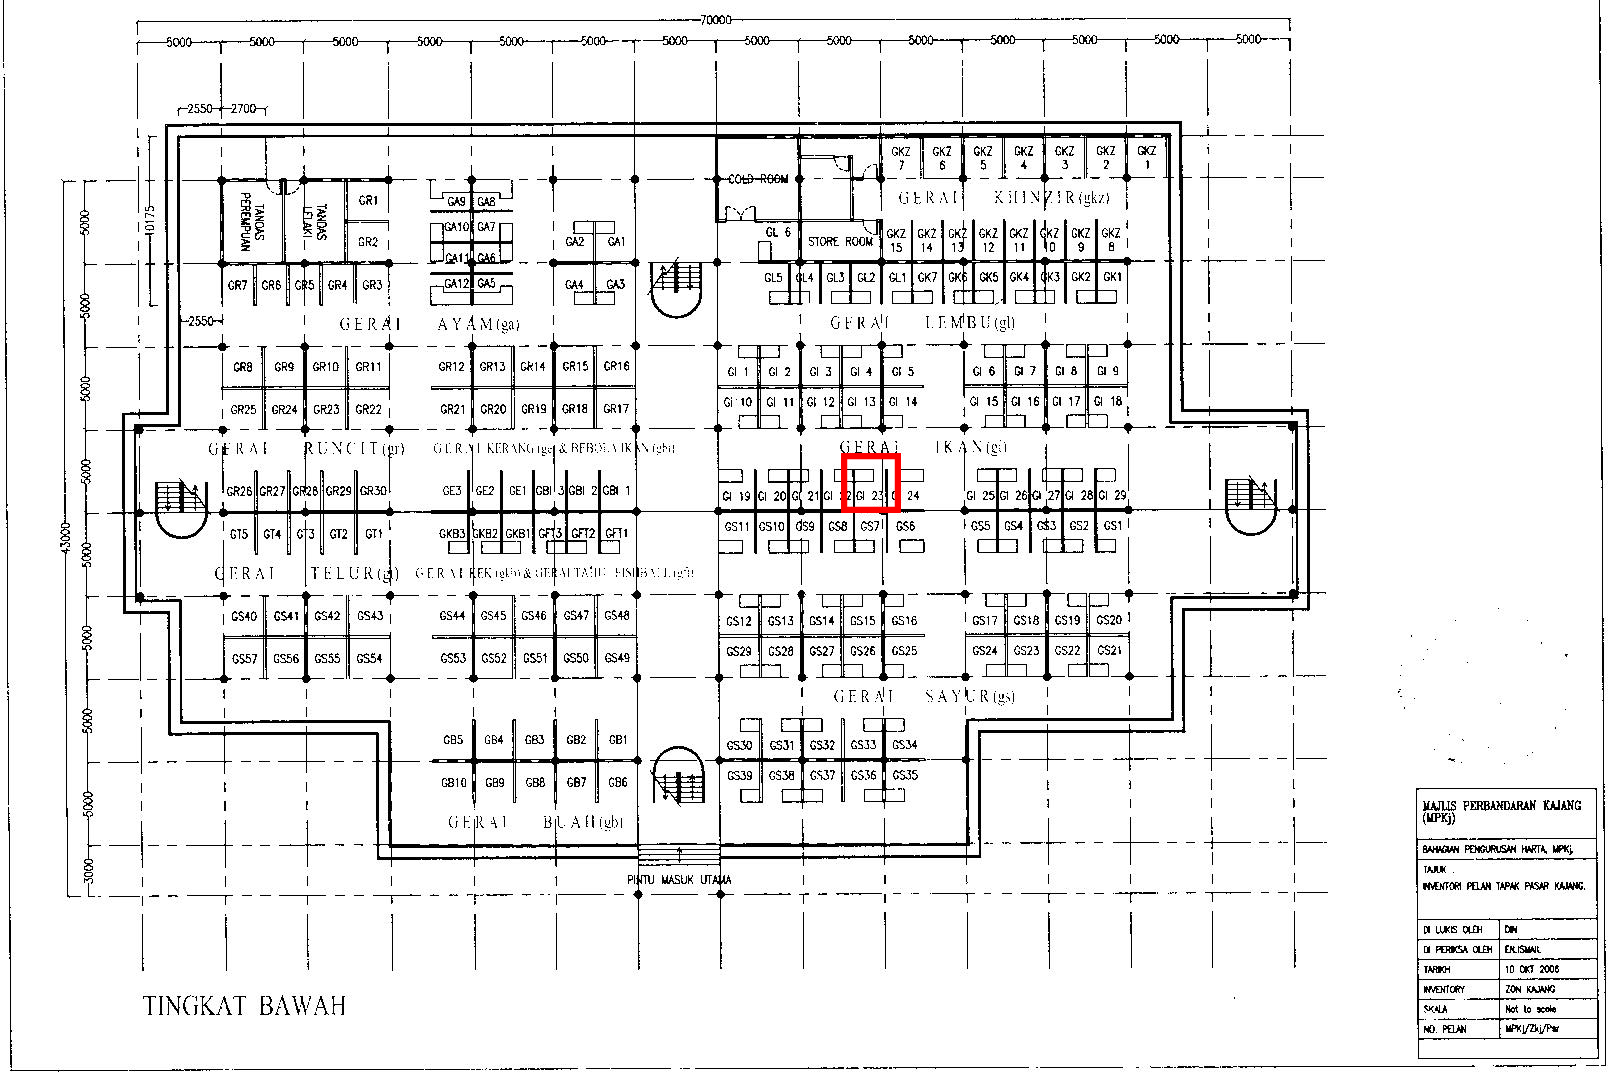 70000
5000 5000 5000 5000 5000 5000 5000 5000 5000 5000 5000 5000 5000 5000
2550 2700
GKZ 7 GKZ 6 GKZ 5 GKZ 4 GKZ 3 GKZ 2 GKZ 1
COLD ROOM
GERAI KHINZIR(gkz)
TANDAS PEREMPUAN
TANDAS LELAKI
GR1
GA9 GA8
10175
5000
GA10 GA7
GR2
GA2 GA1
GL 6
STORE ROOM
GKZ 15 GKZ 14 GKZ 13 GKZ 12 GKZ 11 GKZ 10 GKZ 9 GKZ 8
GA11 GA6
GR7 GR6 GR5 GR4 GR3
GA12 GA5
GA4 GA3
GL5 GL4 GL3 GL2 GL1 GK7 GK6 GK5 GK4 GK3 GK2 GK1
5000
2550
GERAI AYAM(ga)
GERAI LEMBU(gl)
GR8 GR9 GR10 GR11 GR12 GR13 GR14 GR15 GR16
GI 1 GI 2 GI 3 GI 4 GI 5 GI 6 GI 7 GI 8 GI 9
5000
GR25 GR24 GR23 GR22 GR21 GR20 GR19 GR18 GR17
GI 10 GI 11 GI 12 GI 13 GI 14 GI 15 GI 16 GI 17 GI 18
GERAI RUNCIT(gr)
GERAI KERANG(ge) & BEBOLA IKAN(gbi)
GERAI IKAN(gi)
5000
GR26 GR27 GR28 GR29 GR30 GE3 GE2 GE1 GBI 3 GBI 2 GBI 1
GI 19 GI 20 GI 21 GI 22 GI 23 GI 24 GI 25 GI 26 GI 27 GI 28 GI 29
43000
GT5 GT4 GT3 GT2 GT1 GKB3 GKB2 GKB1 GFT3 GFT2 GFT1
GS11 GS10 GS9 GS8 GS7 GS6 GS5 GS4 GS3 GS2 GS1
5000
GERAI TELUR(gt)
GERAI
GS40 GS41 GS42 GS43 GS44 GS45 GS46 GS47 GS48
GS12 GS13 GS14 GS15 GS16 GS17 GS18 GS19 GS20
5000
GS57 GS56 GS55 GS54 GS53 GS52 GS51 GS50 GS49
GS29 GS28 GS27 GS26 GS25 GS24 GS23 GS22 GS21
GERAI SAYUR(gs)
5000
GB5 GB4 GB3 GB2 GB1
GS30 GS31 GS32 GS33 GS34
GB10 GB9 GB8 GB7 GB6
GS39 GS38 GS37 GS36 GS35
5000
GERAI BUAH(gb)
3000
PINTU MASUK UTAMA
TINGKAT BAWAH
MAJLIS PERBANDARAN KAJANG
(MPKj)
BAHAGIAN PENGURUSAN HARTA, MPKj.
TAJUK .
INVENTORI PELAN TAPAK PASAR KAJANG.
DI LUKIS OLEH DIN
DI PERIKSA OLEH EN.ISMAIL
TARIKH 10 OKT 2006
INVENTORY ZON KAJANG
SKALA Not to scale
NO. PELAN MPKj/Zkj/Psr